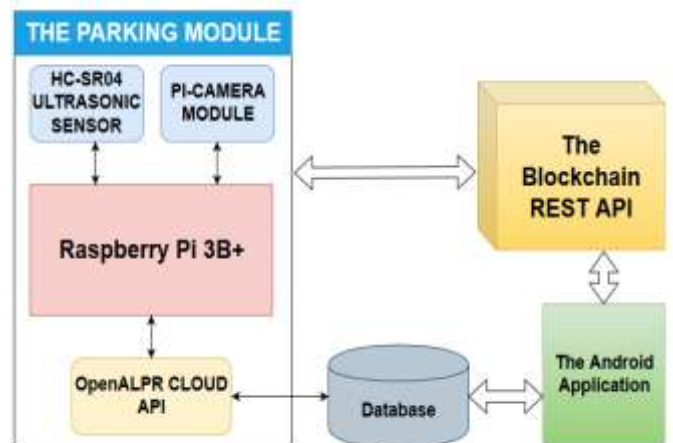 THE PARKING MODULE
HC-SR04
ULTRASONIC
SENSOR
PI-CAMERA
MODULE
Raspberry Pi 3B+
OpenALPR CLOUD
API
Database
The
Blockchain
REST API
The Android
Application